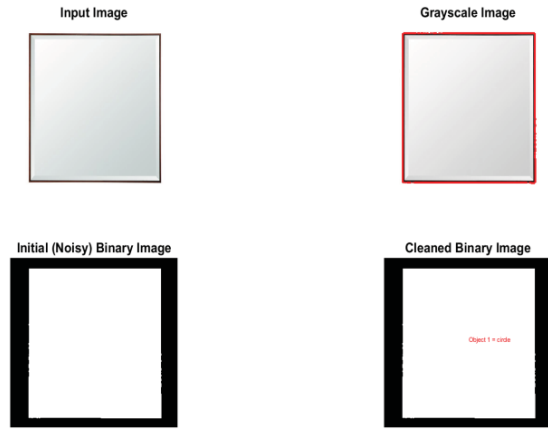 Input Image
Grayscale Image
Initial (Noisy) Binary Image
Cleaned Binary Image
Object 1 = circle